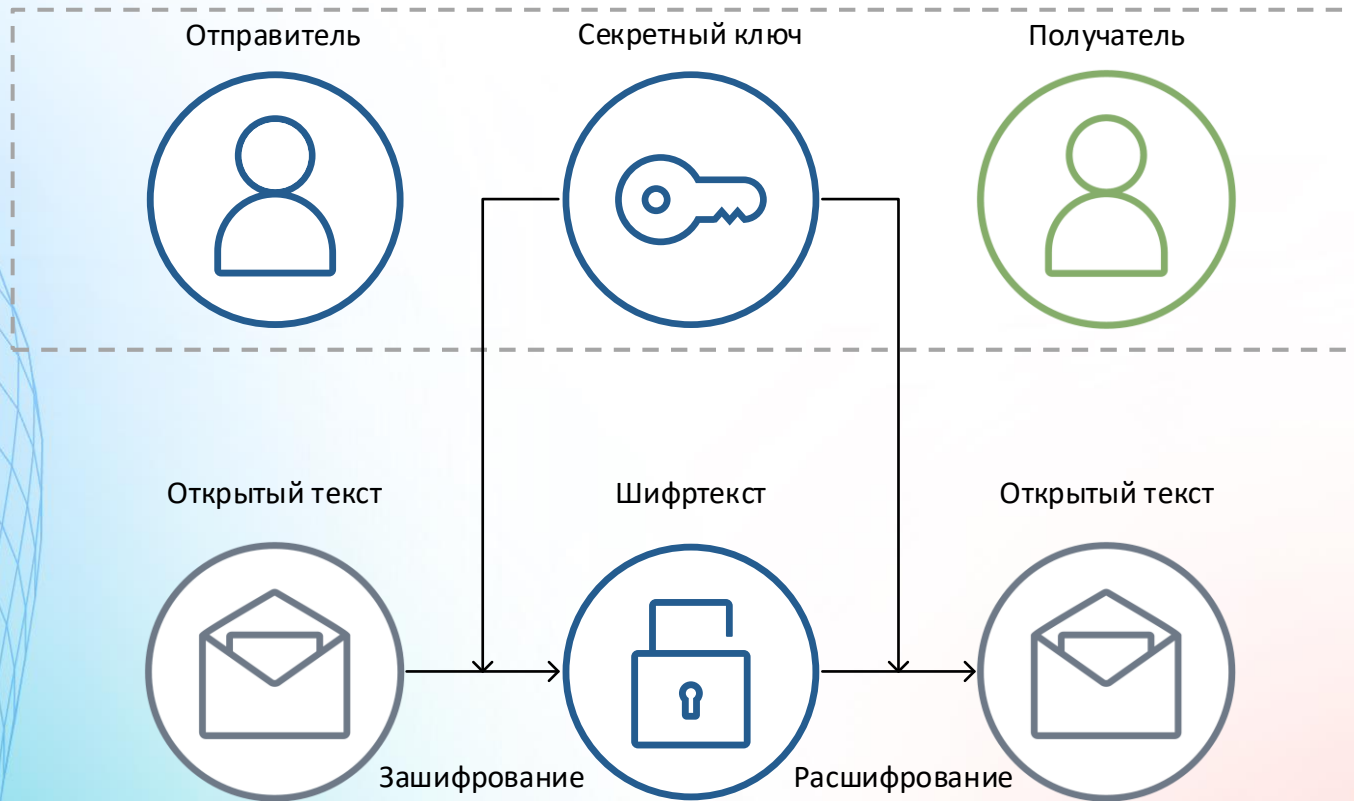 Отправитель
Секретный ключ
Получатель
Открытый текст
Шифртекст
Открытый текст
Зашифрование
Расшифрование